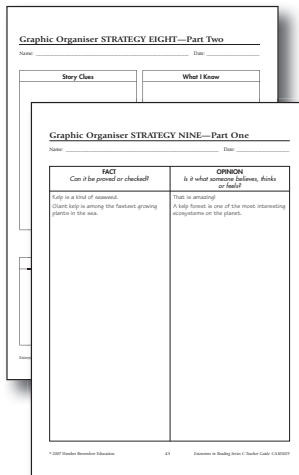 Graphic Organiser STRATEGY EIGHT—Part Two
Name: Date:
Story Clues What I Know
Graphic Organiser STRATEGY NINE—Part One
Name: Date:
FACT
Can it be proved or checked?
OPINION
Is it what someone believes, thinks
or feels?
Kelp is a kind of seaweed.
Giant kelp is among the fastest growing
plants in the sea.
That is amazing!
A kelp forest is one of the most interesting
ecosystems on the planet.
© 2007 Hawker Brownlow Education 43 Extensions in Reading Series C Teacher Guide